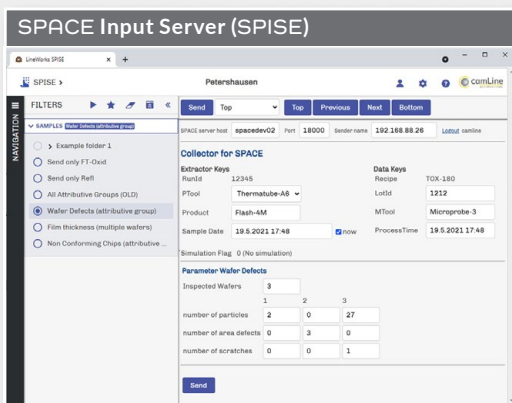 SPACE Input Server (SPISE)
LineWorks SPISE x +
SPISE > Petershausen camLine
NAVIGATION
FILTERS
SAMPLES Wafer Defects (attributive group)
> Example folder 1
Send only FT-Oxid
Send only Refl
All Attributive Groups (OLD)
Wafer Defects (attributive group)
Film thickness (multiple wafers)
Non Conforming Chips (attributive ...
Send Top Top Previous Next Bottom
SPACE server host spacedev02 Port 18000 Sender name 192.168.88.26 Logout camline
Collector for SPACE
Extractor Keys Data Keys
RunId 12345 Recipe TOX-180
PTool Thermatube-A6 LotId 1212
Product Flash-4M MTool Microprobe-3
Sample Date 19.5.2021 17:48 now ProcessTime 19.5.2021 17:48
Simulation Flag 0 (No simulation)
Parameter Wafer Defects
Inspected Wafers 3
1 2 3
number of particles 2 0 27
number of area defects 0 3 0
number of scratches 0 0 1
Send